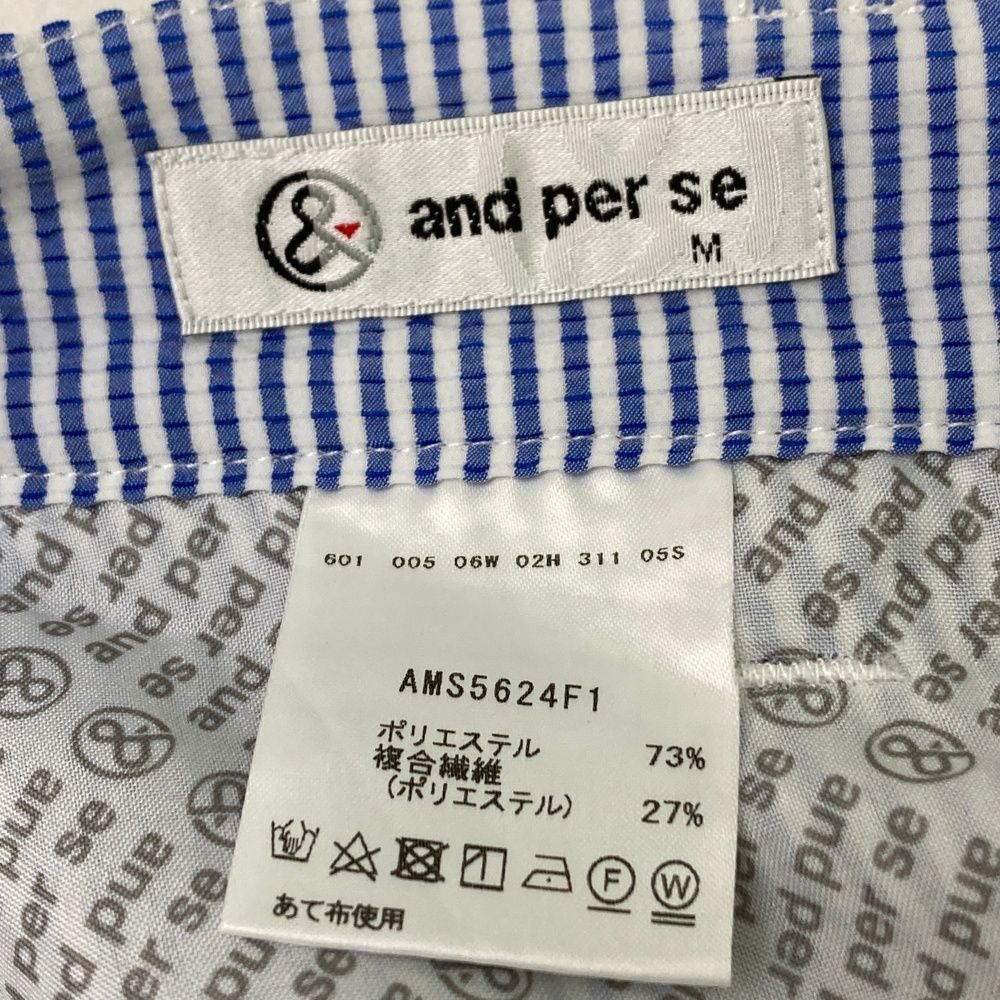 & and per se
M
601 005 06W 02H 311 05S
AMS5624F1
ポリエステル 73%
複合繊維
(ポリエステル) 27%
F W
あて布使用